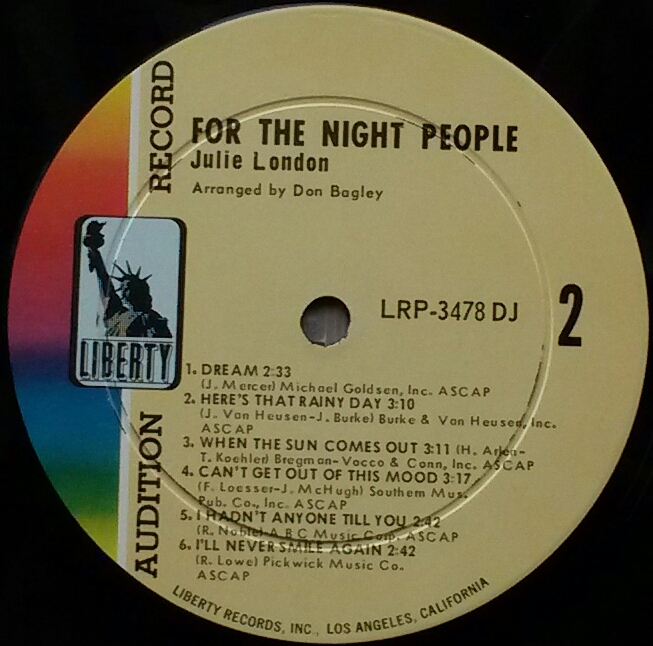 FOR THE NIGHT PEOPLE
Julie London
Arranged by Don Bagley
AUDITION RECORD
LIBERTY
LRP-3478 DJ
2
1. DREAM 2:33
(J. Mercer) Michael Goldsen, Inc. ASCAP
2. HERE'S THAT RAINY DAY 3:10
(J. Van Heusen-J. Burke) Burke & Van Heusen, Inc.
ASCAP
3. WHEN THE SUN COMES OUT 3:11 (H. Arlen-
T. Koehler) Bregman-Vocco & Conn, Inc. ASCAP
4. CAN'T GET OUT OF THIS MOOD 3:17
(F. Loesser-J. McHugh) Southern Mus.
Pub. Co., Inc. ASCAP
5. I HADN'T ANYONE TILL YOU 2:42
(R. Noble) A B C Music Corp. ASCAP
6. I'LL NEVER SMILE AGAIN 2:42
(R. Lowe) Pickwick Music Co.
ASCAP
LIBERTY RECORDS, INC., LOS ANGELES, CALIFORNIA